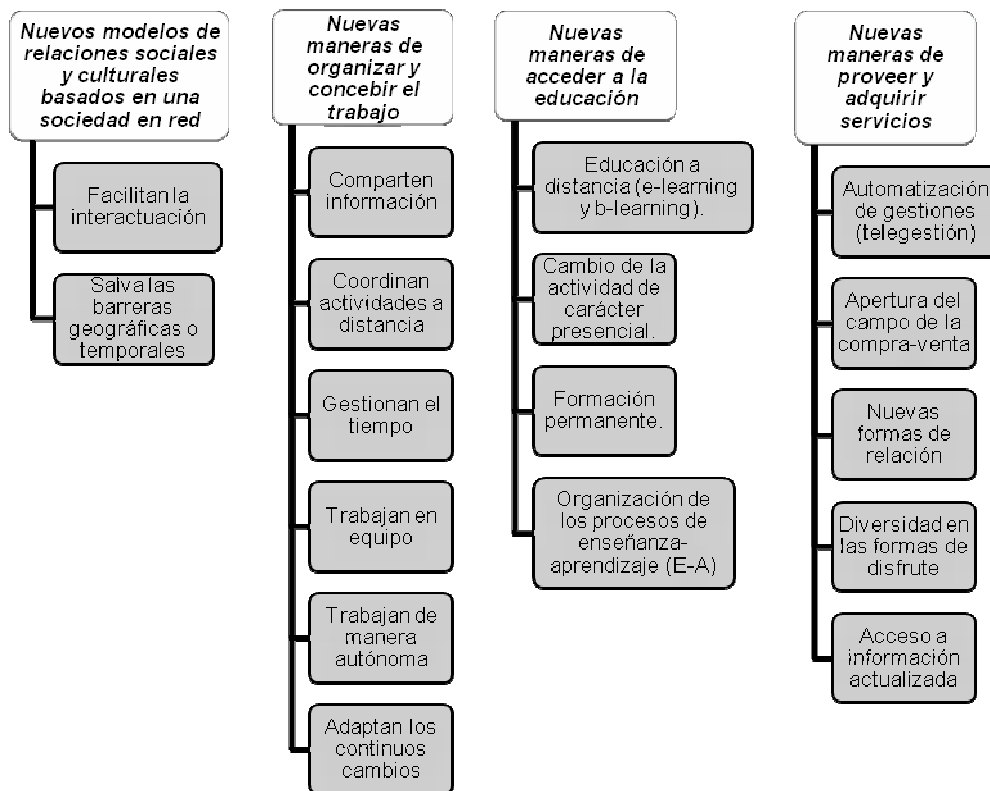 Nuevos modelos de
relaciones sociales
y culturales
basados en una
sociedad en red
Facilitan la
interactuación
Salva las
barreras
geográficas o
temporales
Nuevas
maneras de
organizar y
concebir el
trabajo
Comparten
información
Coordinan
actividades a
distancia
Gestionan el
tiempo
Trabajan en
equipo
Trabajan de
manera
autónoma
Adaptan los
continuos
cambios
Nuevas
maneras de
acceder a la
educación
Educación a
distancia (e-learning
y b-learning).
Cambio de la
actividad de
carácter
presencial.
Formación
permanente.
Organización de
los procesos de
enseñanza-
aprendizaje (E-A)
Nuevas
maneras de
proveer y
adquirir
servicios
Automatización
de gestiones
(telegestión)
Apertura del
campo de la
compra-venta
Nuevas
formas de
relación
Diversidad en
las formas de
disfrute
Acceso a
información
actualizada